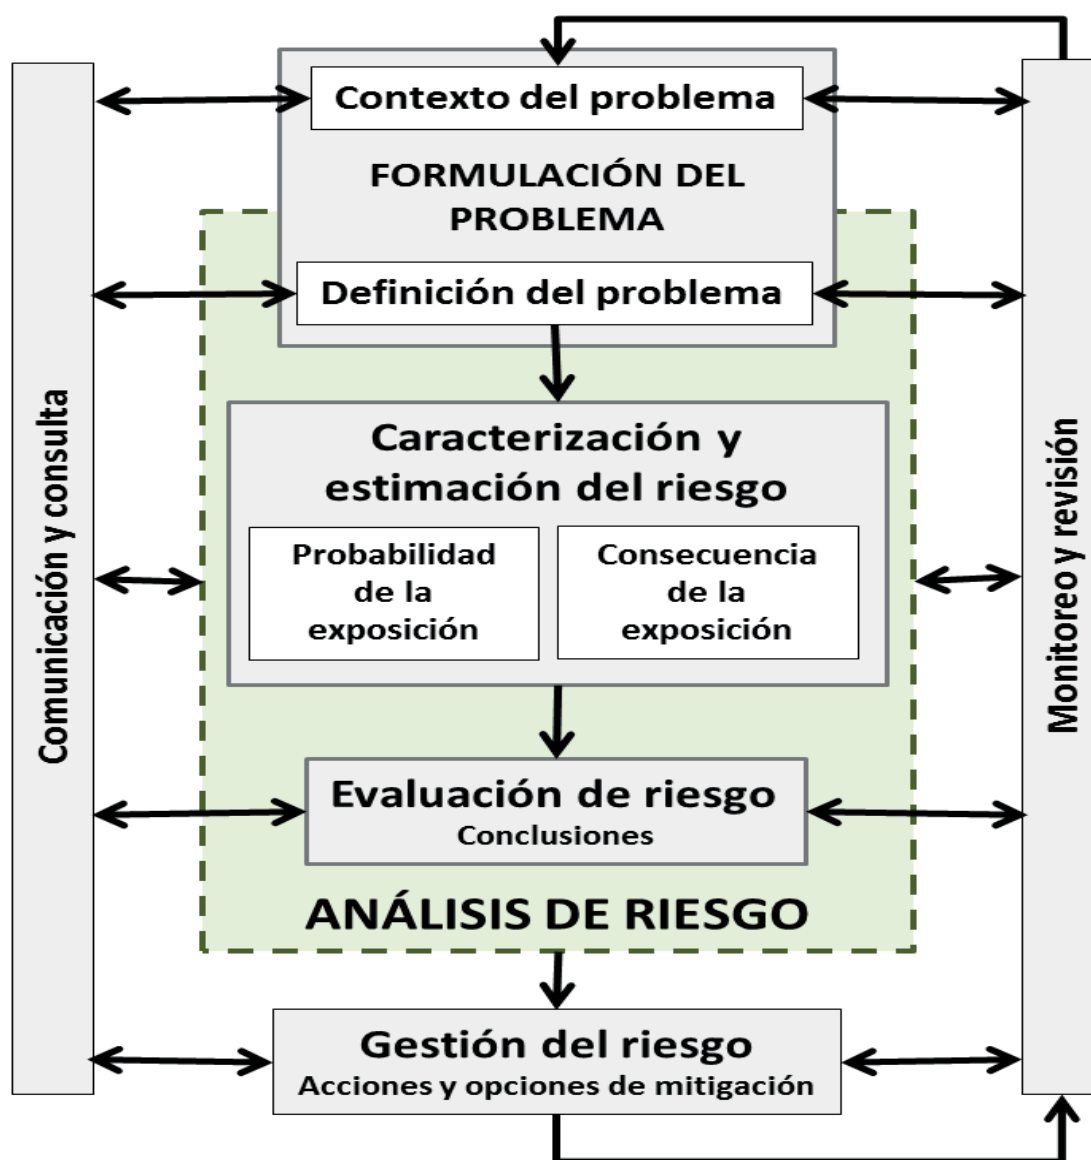 Contexto del problema
FORMULACIÓN DEL
PROBLEMA
Definición del problema
Caracterización y
estimación del riesgo
Probabilidad
de la
exposición
Consecuencia
de la
exposición
Evaluación de riesgo
Conclusiones
ANÁLISIS DE RIESGO
Gestión del riesgo
Acciones y opciones de mitigación
Comunicación y consulta
Monitoreo y revisión